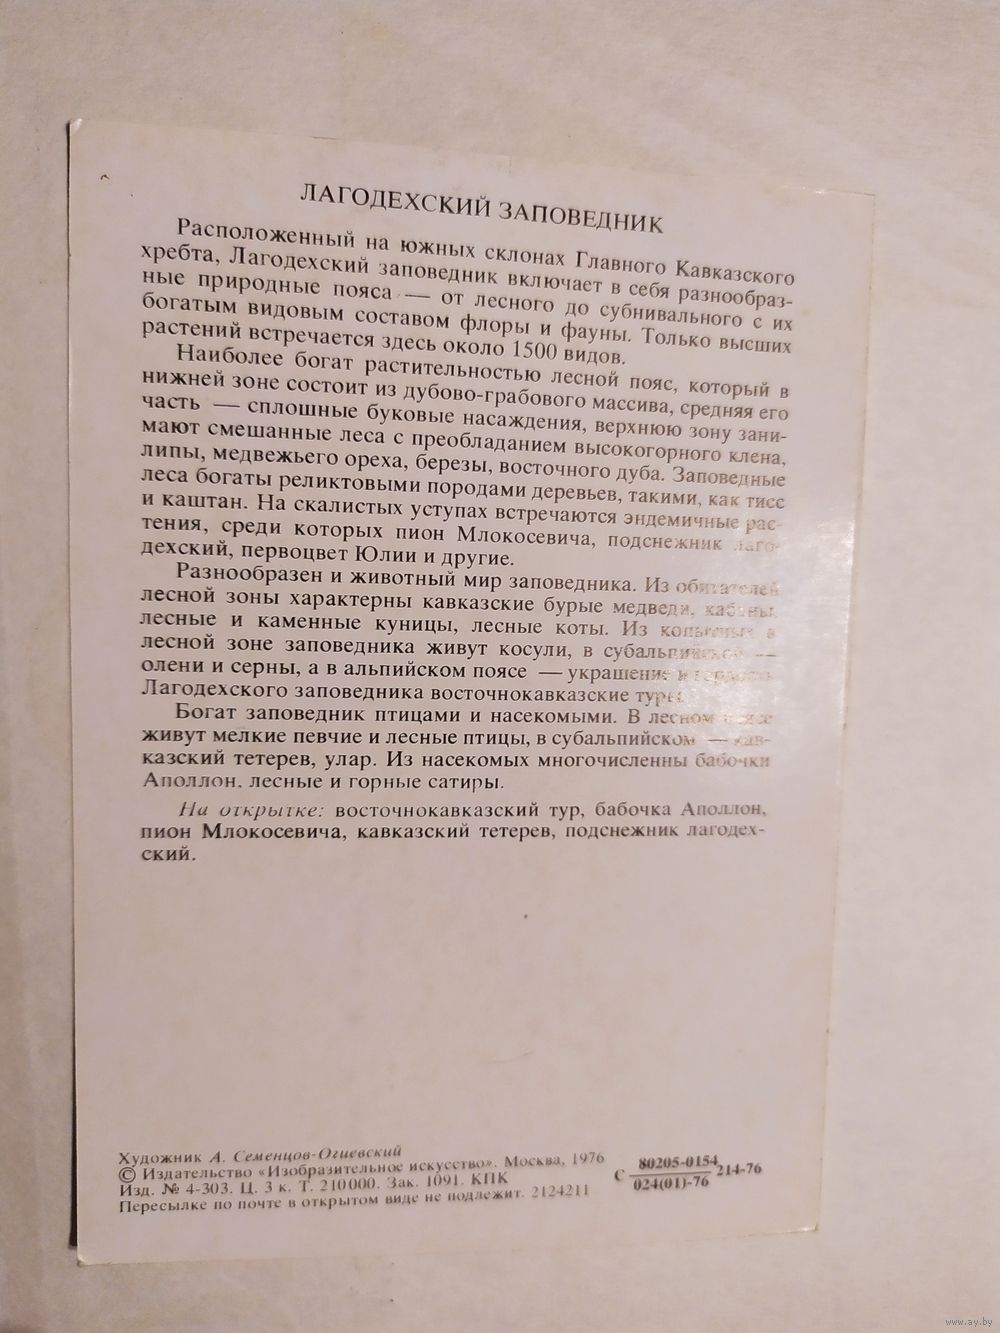 ЛАГОДЕХСКИЙ ЗАПОВЕДНИК
Расположенный на южных склонах Главного Кавказского
хребта, Лагодехский заповедник включает в себя разнообраз-
ные природные пояса — от лесного до субнивального с их
богатым видовым составом флоры и фауны. Только высших
растений встречается здесь около 1500 видов.
Наиболее богат растительностью лесной пояс, который в
нижней зоне состоит из дубово-грабового массива, средняя его
часть — сплошные буковые насаждения, верхнюю зону зани-
мают смешанные леса с преобладанием высокогорного клена,
липы, медвежьего ореха, березы, восточного дуба. Заповедные
леса богаты реликтовыми породами деревьев, такими, как тисс
и каштан. На скалистых уступах встречаются эндемичные рас-
тения, среди которых пион Млокосевича, подснежник лаго-
дехский, первоцвет Юлии и другие.
Разнообразен и животный мир заповедника. Из обитателей
лесной зоны характерны кавказские бурые медведи, кабаны,
лесные и каменные куницы, лесные коты. Из копытных в
лесной зоне заповедника живут косули, в субальпийской —
олени и серны, а в альпийском поясе — украшение и гордость
Лагодехского заповедника восточнокавказские туры.
Богат заповедник птицами и насекомыми. В лесном поясе
живут мелкие певчие и лесные птицы, в субальпийском — кав-
казский тетерев, улар. Из насекомых многочисленны бабочки
Аполлон, лесные и горные сатиры.
На открытке: восточнокавказский тур, бабочка Аполлон,
пион Млокосевича, кавказский тетерев, подснежник лагодех-
ский.
Художник А. Семенцов-Огиевский
© Издательство «Изобразительное искусство». Москва, 1976
Изд. № 4-303. Ц. 3 к. Т. 210000. Зак. 1091. КПК
Пересылке по почте в открытом виде не подлежит. 2124211
С 80205-0154 214-76
024(01)-76
www.ay.by